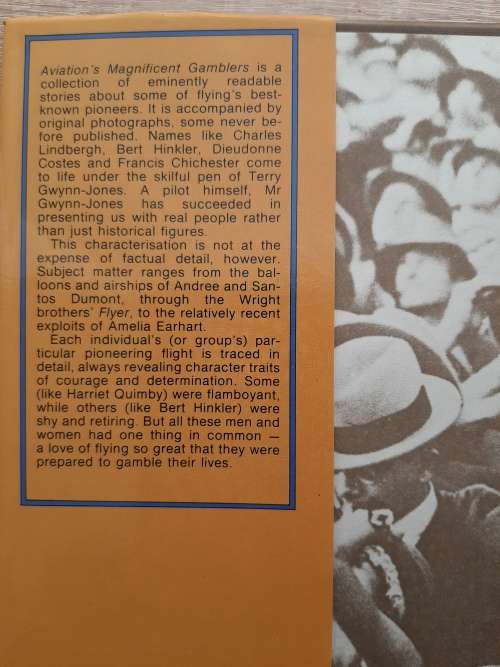 Aviation's Magnificent Gamblers is a
collection of eminently readable
stories about some of flying's best-
known pioneers. It is accompanied by
original photographs, some never be-
fore published. Names like Charles
Lindbergh, Bert Hinkler, Dieudonne
Costes and Francis Chichester come
to life under the skilful pen of Terry
Gwynn-Jones. A pilot himself, Mr
Gwynn-Jones has succeeded in
presenting us with real people rather
than just historical figures.
This characterisation is not at the
expense of factual detail, however.
Subject matter ranges from the bal-
loons and airships of Andree and San-
tos Dumont, through the Wright
brothers' Flyer, to the relatively recent
exploits of Amelia Earhart.
Each individual's (or group's) par-
ticular pioneering flight is traced in
detail, always revealing character traits
of courage and determination. Some
(like Harriet Quimby) were flamboyant,
while others (like Bert Hinkler) were
shy and retiring. But all these men and
women had one thing in common —
a love of flying so great that they were
prepared to gamble their lives.